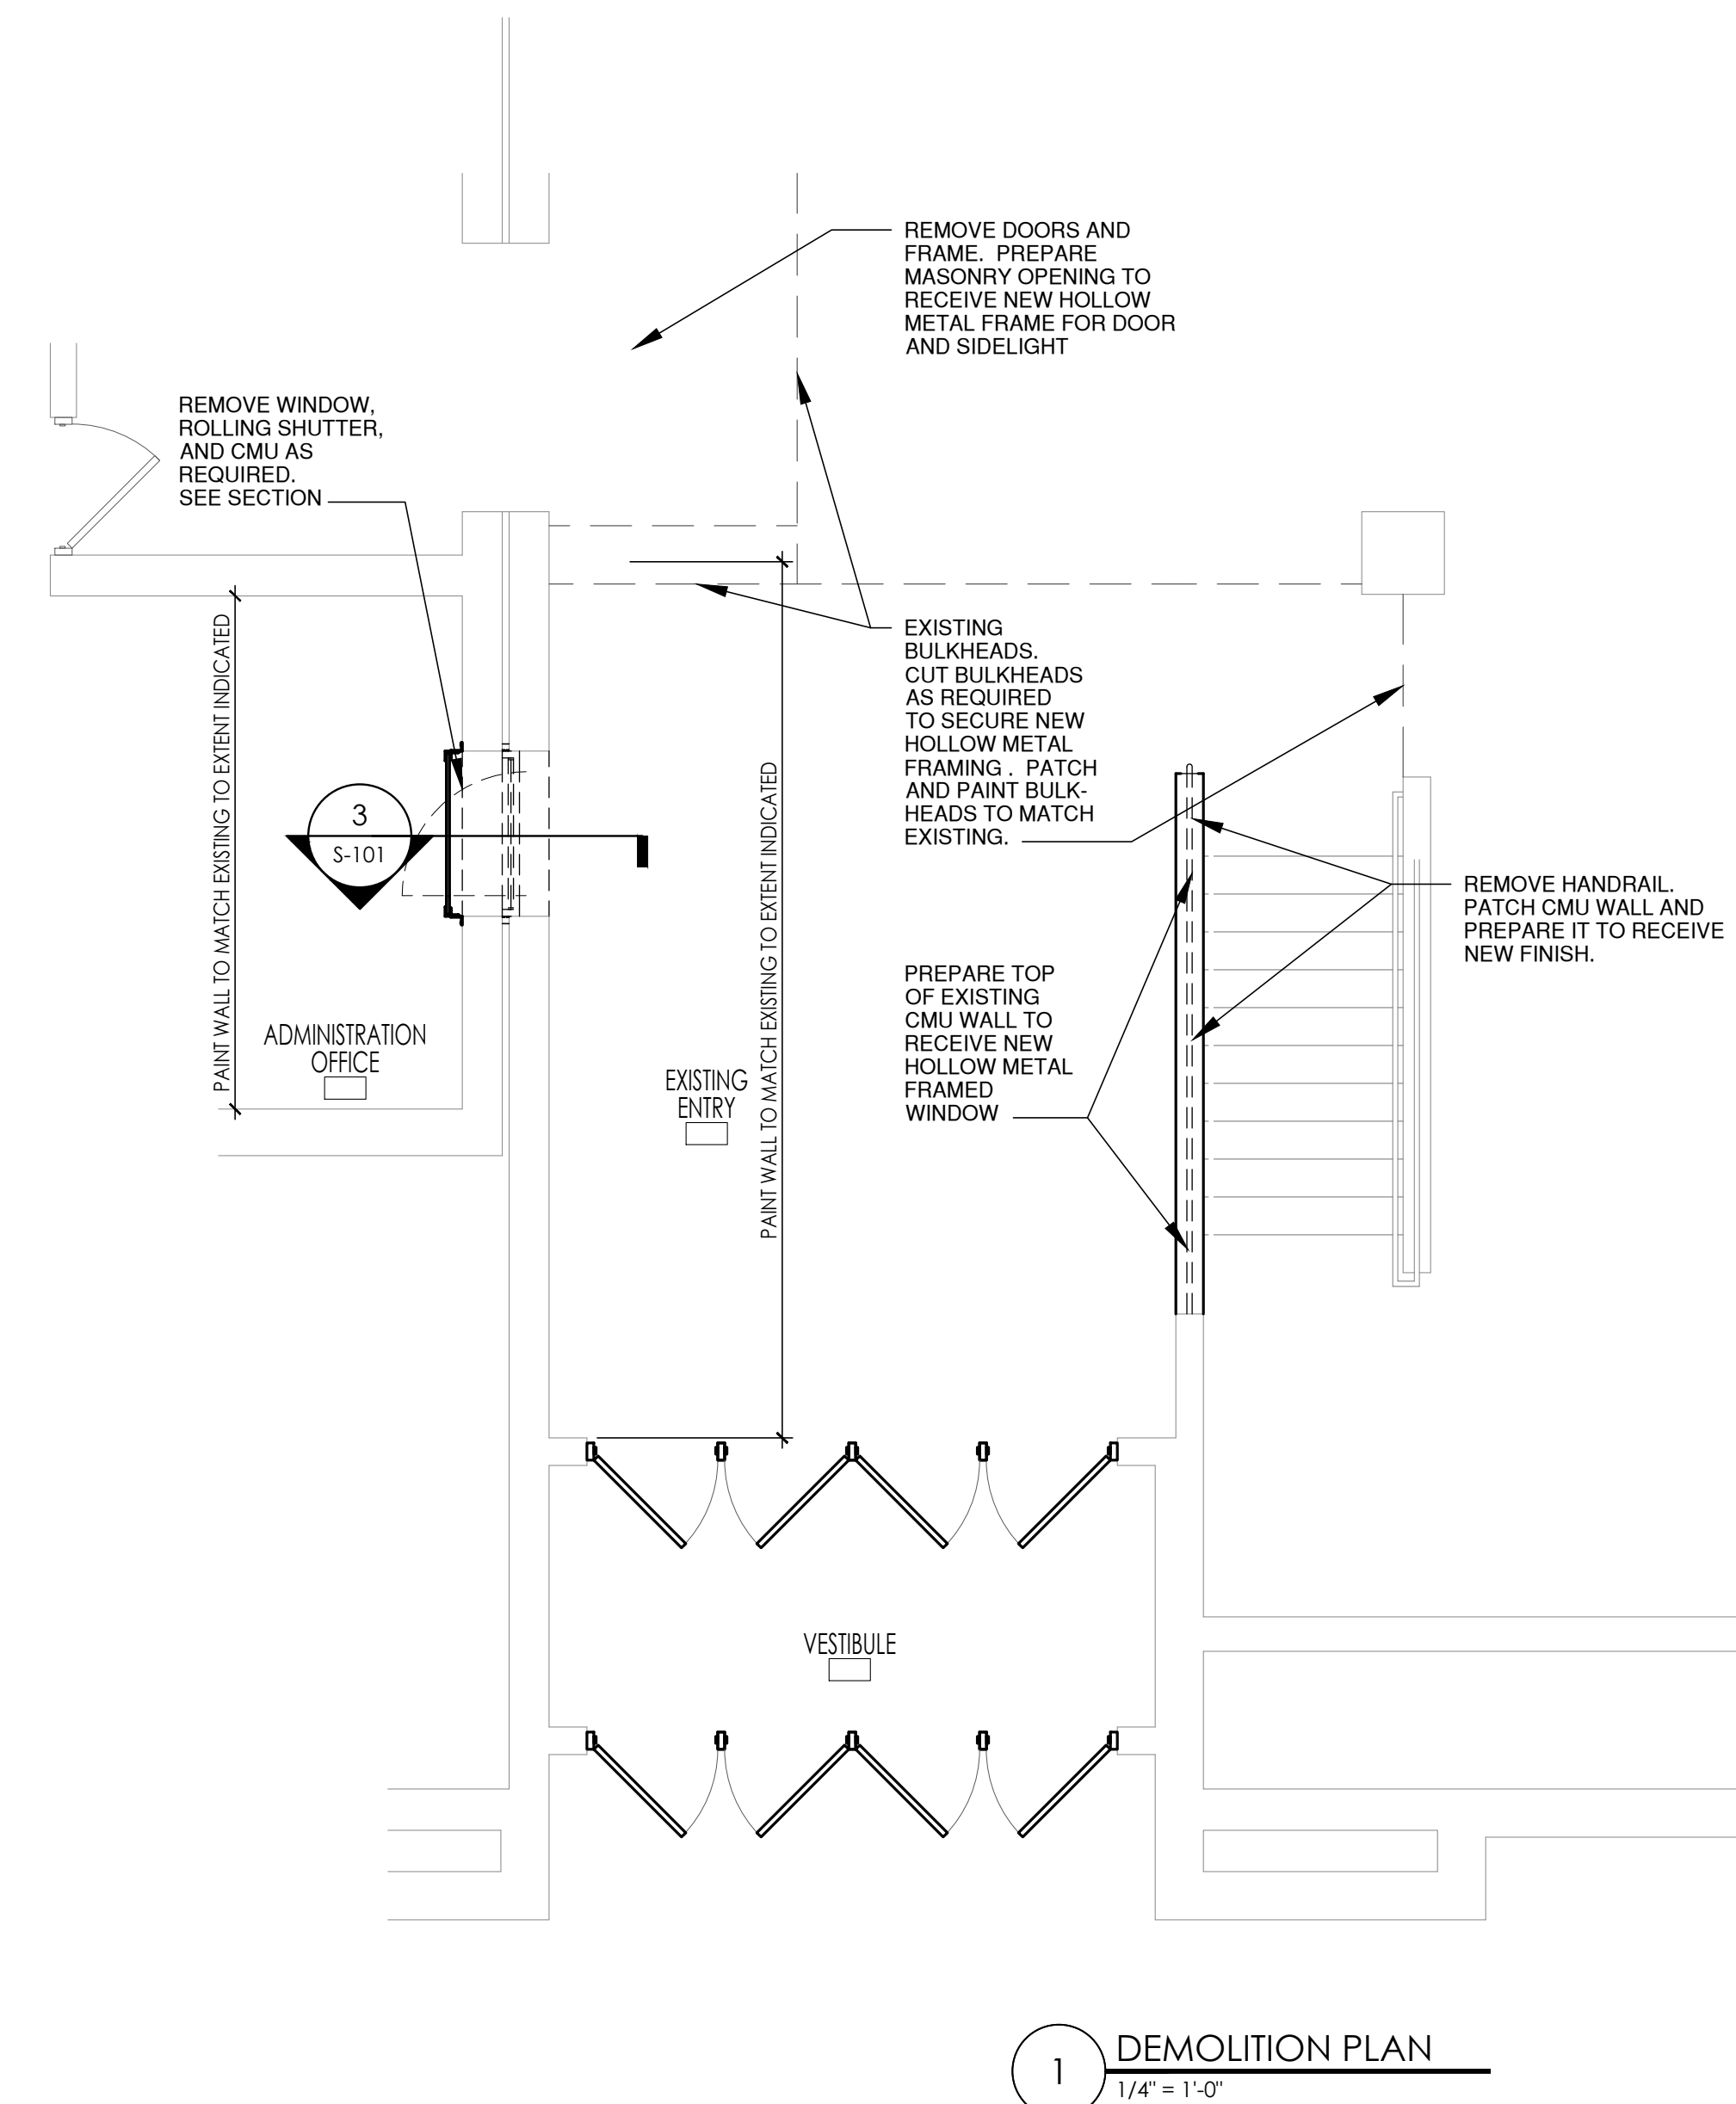 REMOVE DOORS AND
FRAME.  PREPARE
MASONRY OPENING TO
RECEIVE NEW HOLLOW
METAL FRAME FOR DOOR
AND SIDELIGHT
REMOVE WINDOW,
ROLLING SHUTTER,
AND CMU AS
REQUIRED.
SEE SECTION
EXISTING
BULKHEADS.
CUT BULKHEADS
AS REQUIRED
TO SECURE NEW
HOLLOW METAL
FRAMING .  PATCH
AND PAINT BULK-
HEADS TO MATCH
EXISTING.
PAINT WALL TO MATCH EXISTING TO EXTENT INDICATED
3
S-101
PAINT WALL TO MATCH EXISTING TO EXTENT INDICATED
REMOVE HANDRAIL.
PATCH CMU WALL AND
PREPARE IT TO RECEIVE
NEW FINISH.
PREPARE TOP
OF EXISTING
CMU WALL TO
RECEIVE NEW
HOLLOW METAL
FRAMED
WINDOW
ADMINISTRATION
OFFICE
EXISTING
ENTRY
VESTIBULE
1
DEMOLITION PLAN
1/4" = 1'-0"